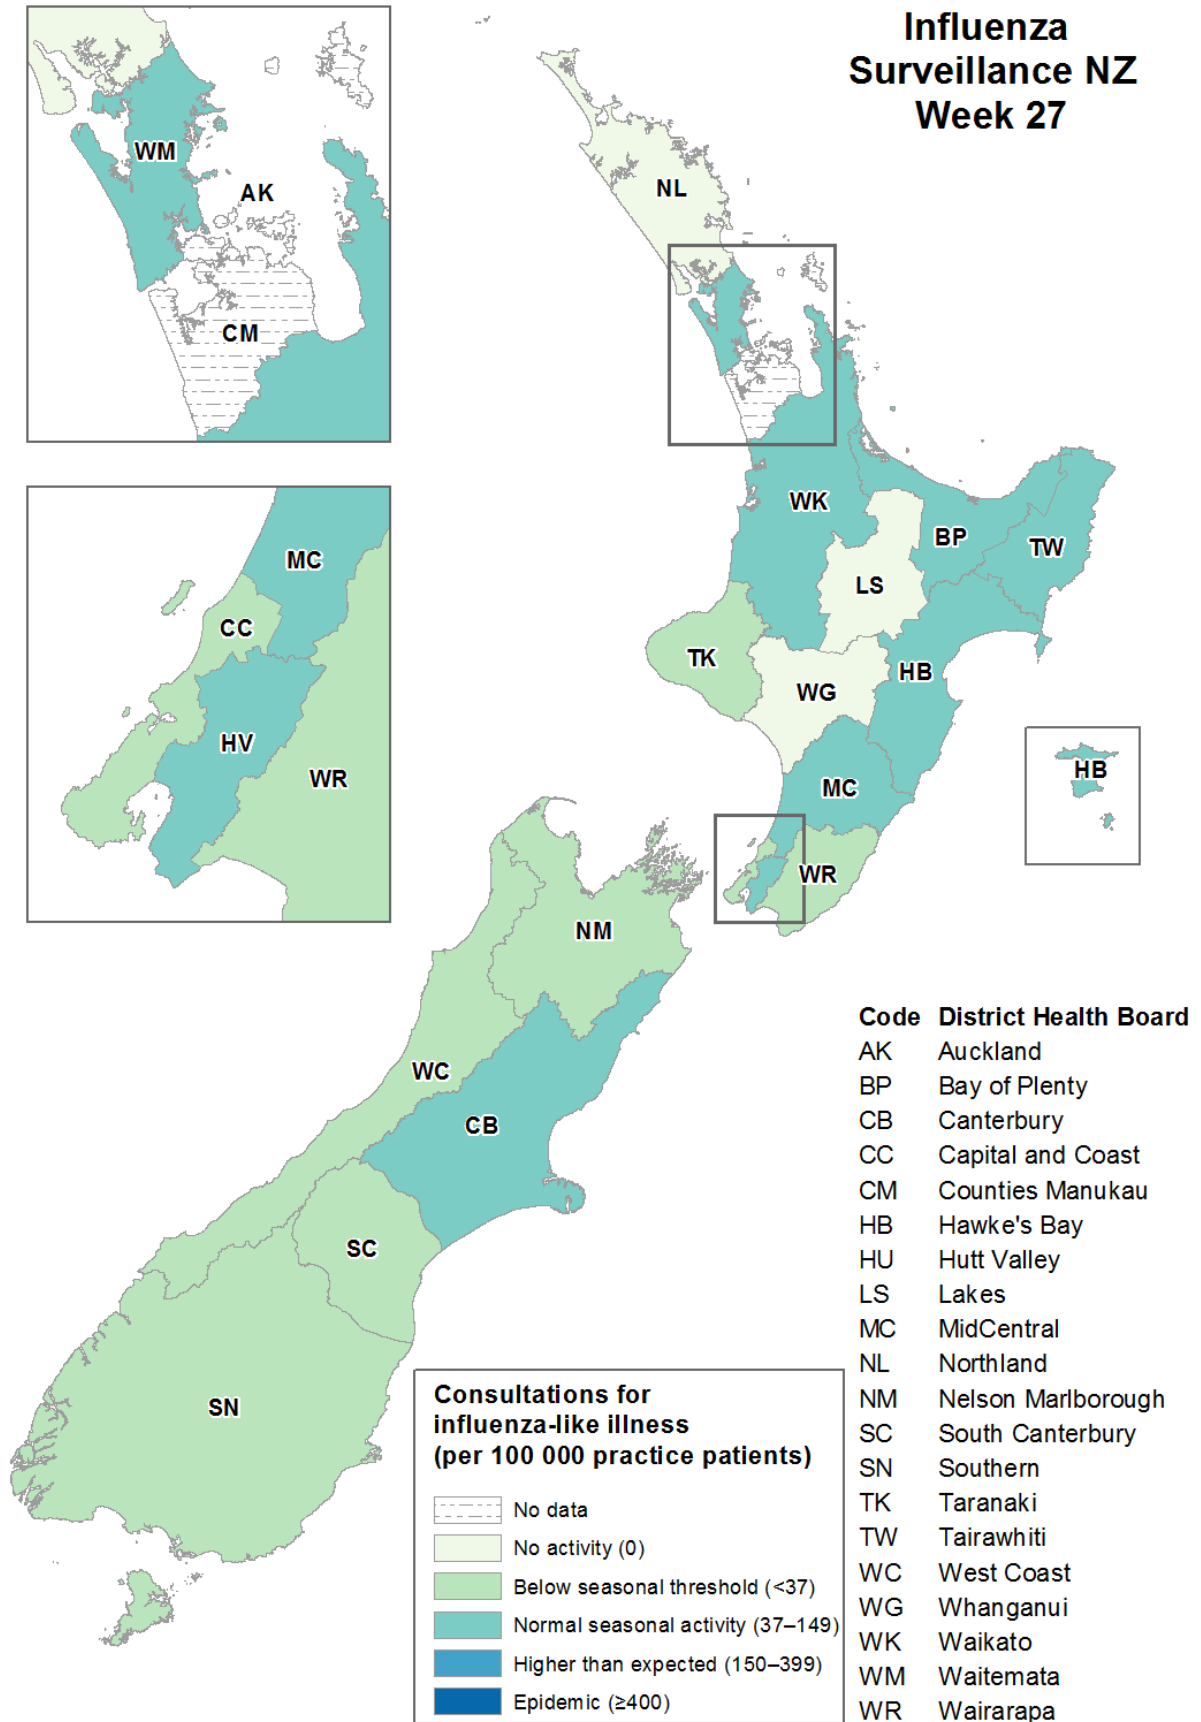 Influenza
Surveillance NZ
Week 27
WM
AK
CM
NL
WK
BP
TW
LS
TK
WG
HB
MC
WR
HB
MC
CC
HV
WR
NM
WC
CB
SC
SN
Code District Health Board
AK Auckland
BP Bay of Plenty
CB Canterbury
CC Capital and Coast
CM Counties Manukau
HB Hawke's Bay
HU Hutt Valley
LS Lakes
MC MidCentral
NL Northland
NM Nelson Marlborough
SC South Canterbury
SN Southern
TK Taranaki
TW Tairawhiti
WC West Coast
WG Whanganui
WK Waikato
WM Waitemata
WR Wairarapa
Consultations for
influenza-like illness
(per 100 000 practice patients)
No data
No activity (0)
Below seasonal threshold (<37)
Normal seasonal activity (37–149)
Higher than expected (150–399)
Epidemic (≥400)